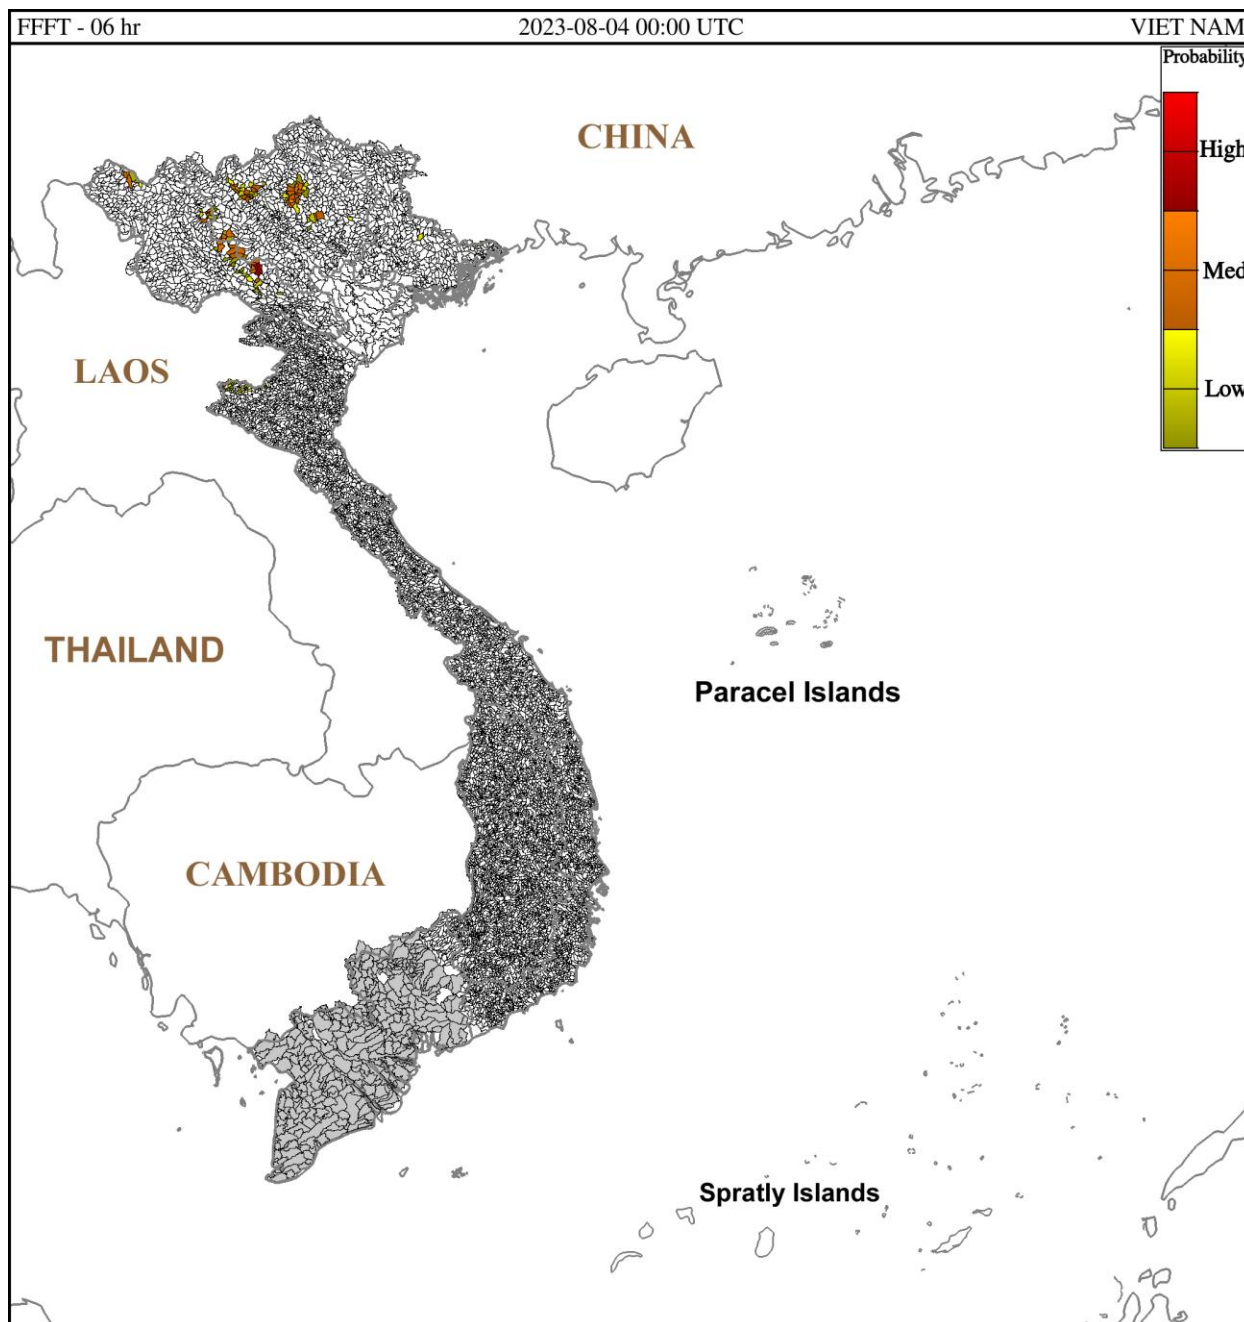 FFFT - 06 hr 2023-08-04 00:00 UTC VIET NAM
Probability
CHINA
High
Med
LAOS
Low
THAILAND
Paracel Islands
CAMBODIA
Spratly Islands